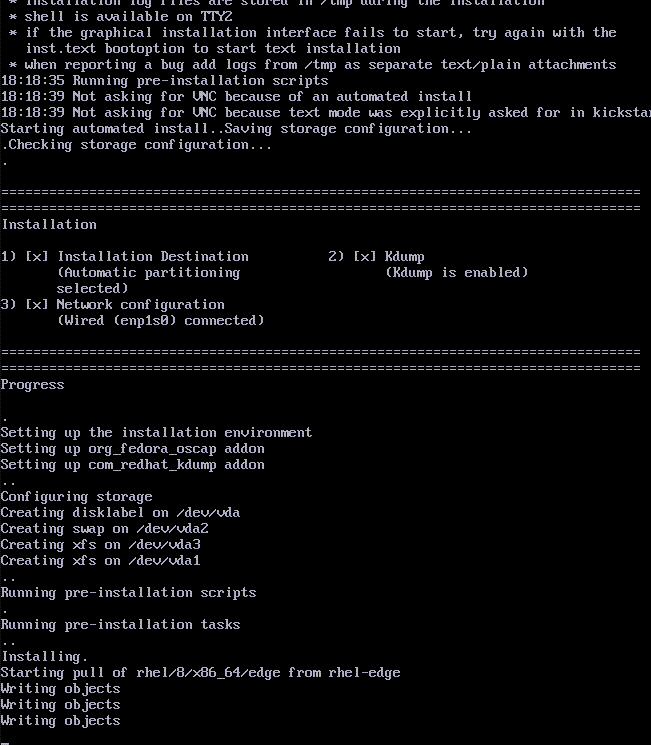 * installation log files are stored in /tmp during the installation
* shell is available on TTY2
* if the graphical installation interface fails to start, try again with the
inst.text bootoption to start text installation
* when reporting a bug add logs from /tmp as separate text/plain attachments
18:18:35 Running pre-installation scripts
18:18:39 Not asking for VNC because of an automated install
18:18:39 Not asking for VNC because text mode was explicitly asked for in kickstar
Starting automated install..Saving storage configuration...
.Checking storage configuration...
.
================================================================================
================================================================================
Installation
1) [x] Installation Destination 2) [x] Kdump
(Automatic partitioning (Kdump is enabled)
selected)
3) [x] Network configuration
(Wired (enp1s0) connected)
================================================================================
================================================================================
Progress
.
Setting up the installation environment
Setting up org_fedora_oscap addon
Setting up com_redhat_kdump addon
..
Configuring storage
Creating disklabel on /dev/vda
Creating swap on /dev/vda2
Creating xfs on /dev/vda3
Creating xfs on /dev/vda1
..
Running pre-installation scripts
.
Running pre-installation tasks
..
Installing.
Starting pull of rhel/8/x86_64/edge from rhel-edge
Writing objects
Writing objects
Writing objects